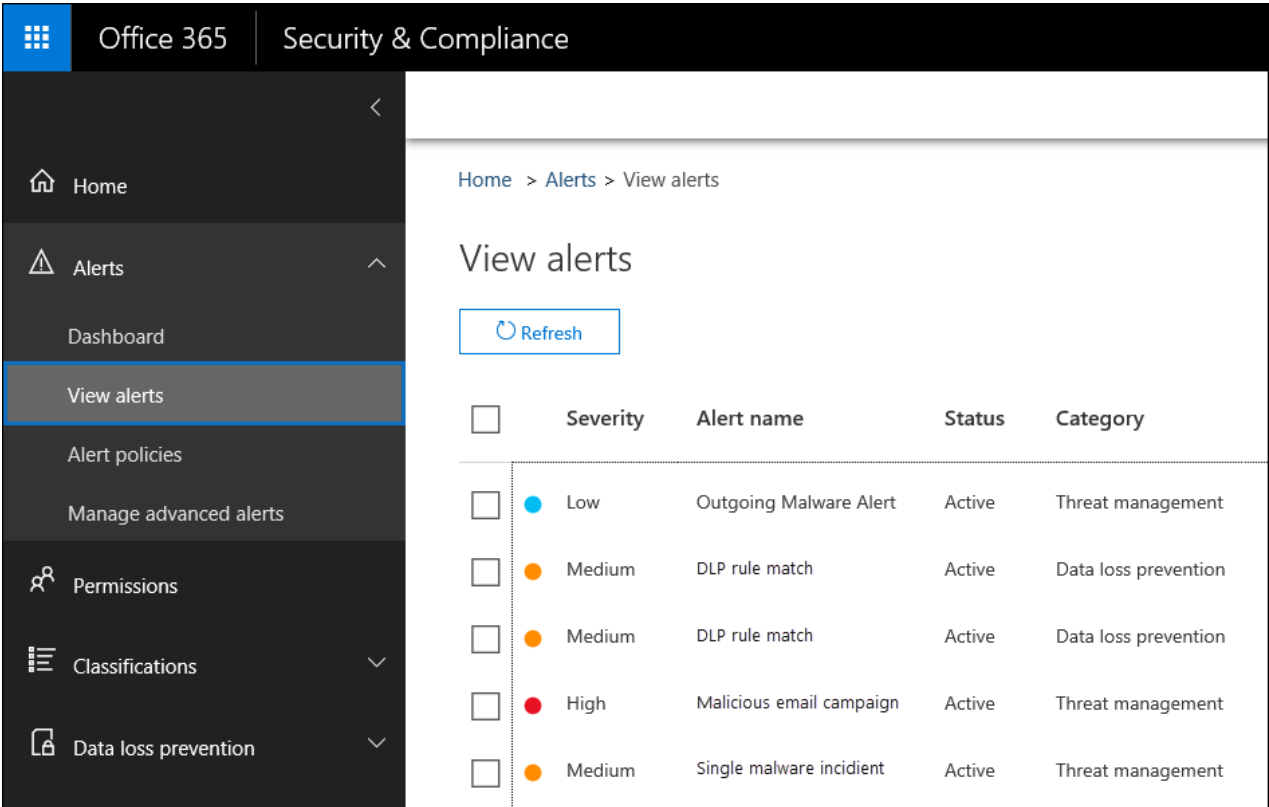 Office 365 Security & Compliance
Home
Alerts
Dashboard
View alerts
Alert policies
Manage advanced alerts
Permissions
Classifications
Data loss prevention
Home > Alerts > View alerts
View alerts
Refresh
Severity Alert name Status Category
Low Outgoing Malware Alert Active Threat management
Medium DLP rule match Active Data loss prevention
Medium DLP rule match Active Data loss prevention
High Malicious email campaign Active Threat management
Medium Single malware incidient Active Threat management